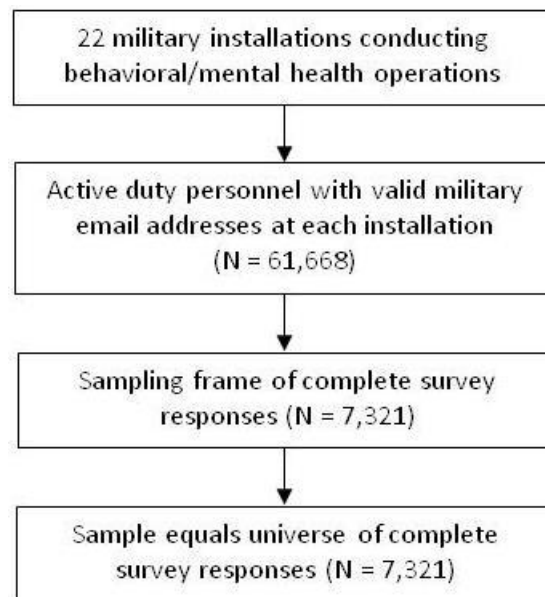 22 military installations conducting
behavioral/mental health operations
Active duty personnel with valid military
email addresses at each installation
(N = 61,668)
Sampling frame of complete survey
responses (N = 7,321)
Sample equals universe of complete
survey responses (N = 7,321)